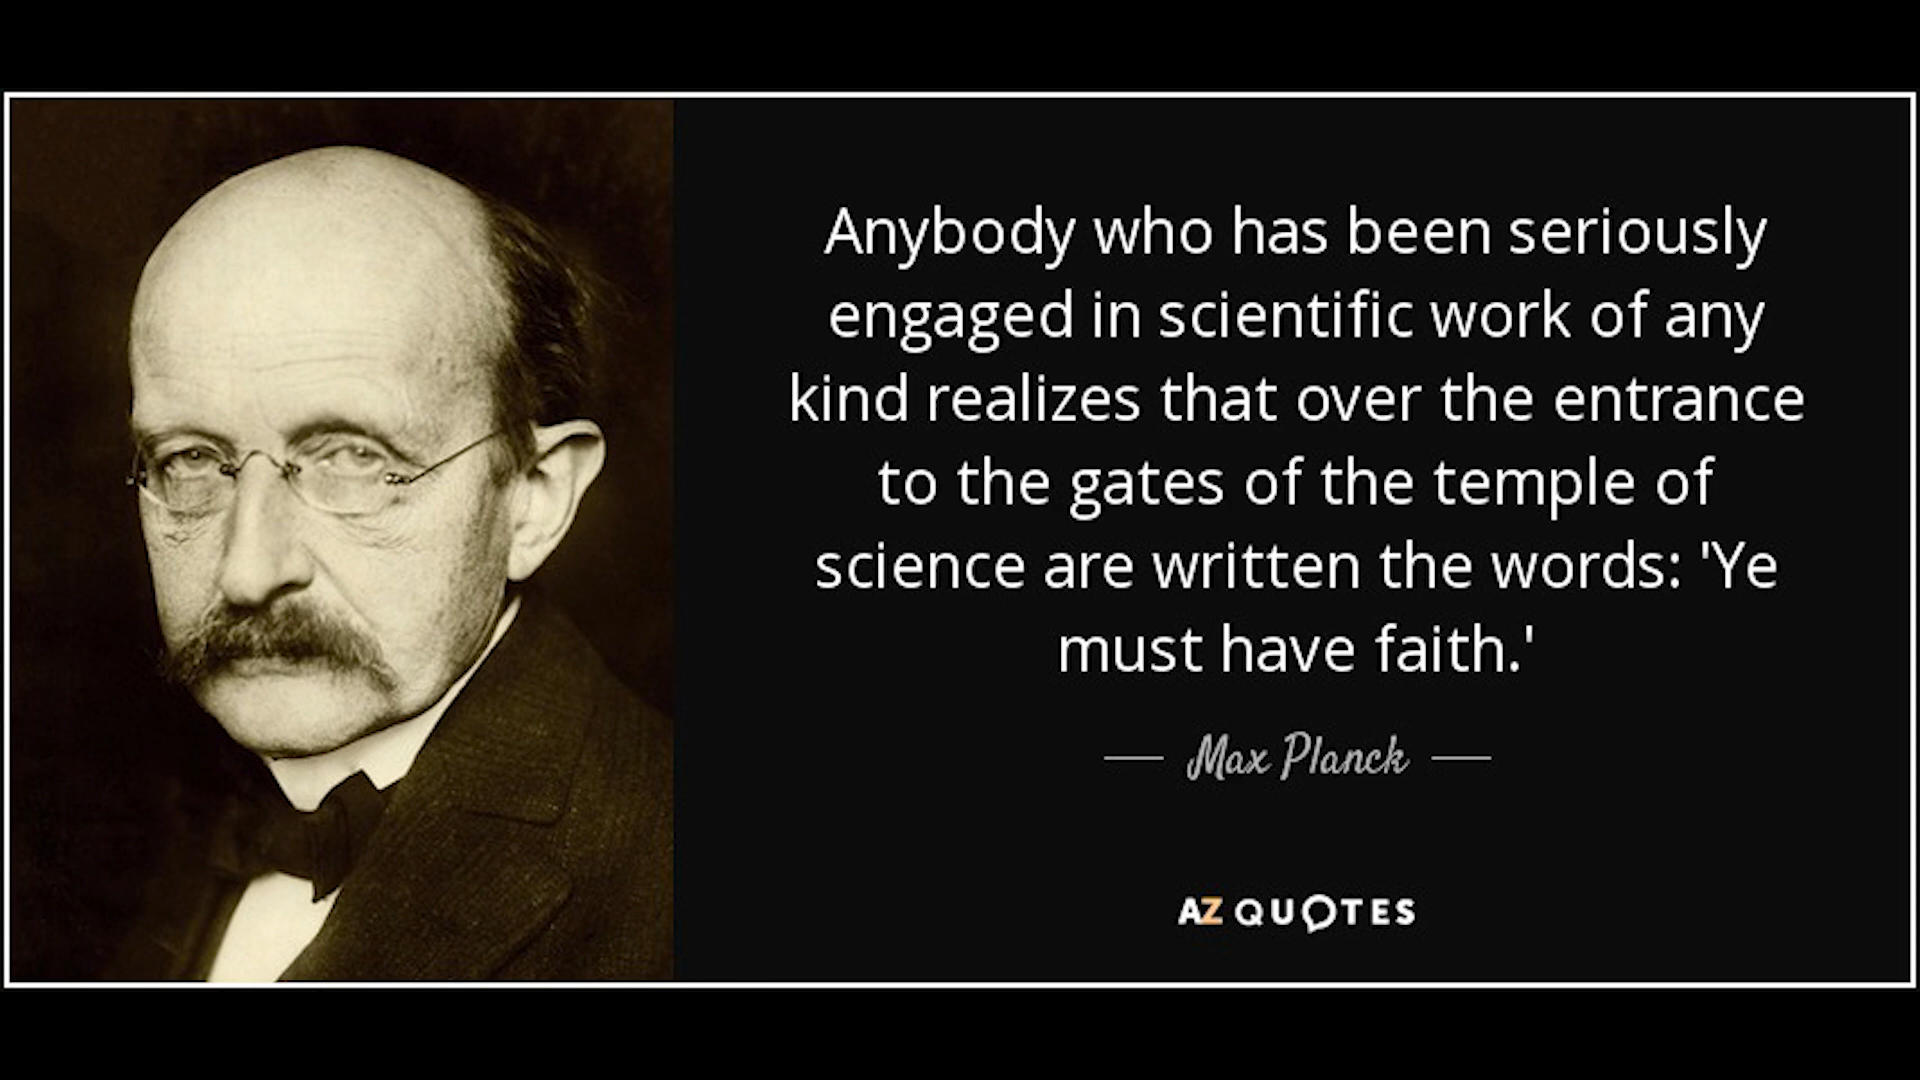 Anybody who has been seriously
engaged in scientific work of any
kind realizes that over the entrance
to the gates of the temple of
science are written the words: 'Ye
must have faith.'
Max Planck
AZ QUOTES